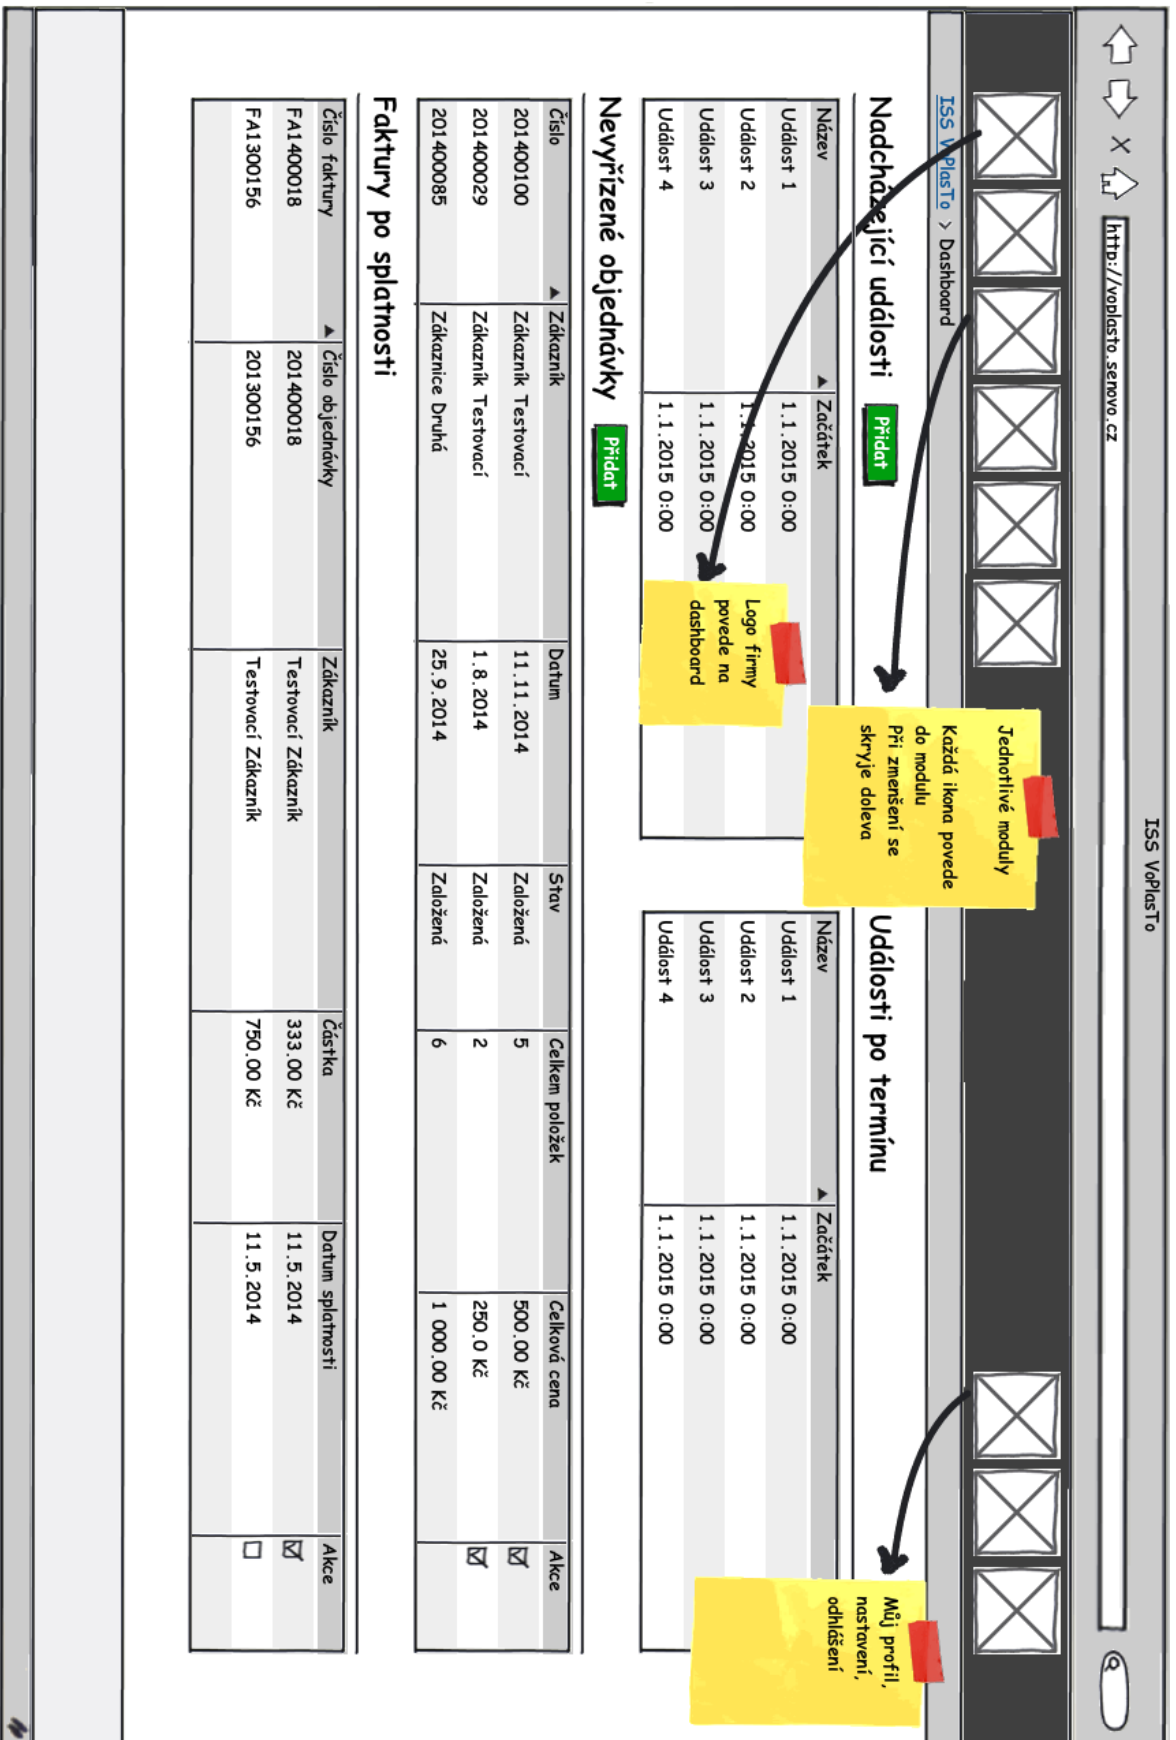 ISS VoPlasTo
http://voplasto.senovo.cz
ISS VoPlasTo > Dashboard
Jednotlivé moduly
Každá ikona povede
do modulu
Při zmenšení se
skryje doleva
Můj profil,
nastavení,
odhlášení
Nadcházející události Přidat
Název Začátek
Událost 1 1.1.2015 0:00
Událost 2 1.1.2015 0:00
Událost 3 1.1.2015 0:00
Událost 4 1.1.2015 0:00
Logo firmy
povede na
dashboard
Události po termínu
Název Začátek
Událost 1 1.1.2015 0:00
Událost 2 1.1.2015 0:00
Událost 3 1.1.2015 0:00
Událost 4 1.1.2015 0:00
Nevyřízené objednávky Přidat
Číslo Zákazník Datum Stav Celkem položek Celková cena Akce
201400100 Zákazník Testovací 11.11.2014 Založená 5 500.00 Kč
201400029 Zákazník Testovací 1.8.2014 Založená 2 250.0 Kč
201400085 Zákaznice Druhá 25.9.2014 Založená 6 1 000.00 Kč
Faktury po splatnosti
Číslo faktury Číslo objednávky Zákazník Částka Datum splatnosti Akce
FA1400018 201400018 Testovací Zákazník 333.00 Kč 11.5.2014
FA1300156 201300156 Testovací Zákazník 750.00 Kč 11.5.2014